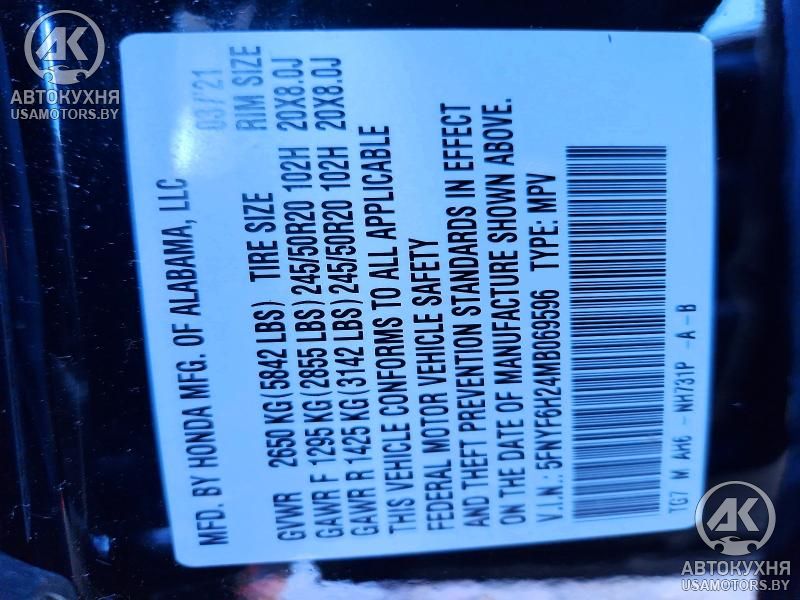 MFD. BY HONDA MFG. OF ALABAMA, LLC 03/21
GVWR 2650 KG (5842 LBS) TIRE SIZE RIM SIZE
GAWR F 1295 KG (2855 LBS) 245/50R20 102H 20X8.0J
GAWR R 1425 KG (3142 LBS) 245/50R20 102H 20X8.0J
THIS VEHICLE CONFORMS TO ALL APPLICABLE
FEDERAL MOTOR VEHICLE SAFETY
AND THEFT PREVENTION STANDARDS IN EFFECT
ON THE DATE OF MANUFACTURE SHOWN ABOVE.
V.I.N.: 5FNYF6H24MB069596 TYPE: MPV
TG7 M AH6 -NH731P -A-B
АК
АВТОКУХНЯ
USAMOTORS.BY
АК
АВТОКУХНЯ
USAMOTORS.BY